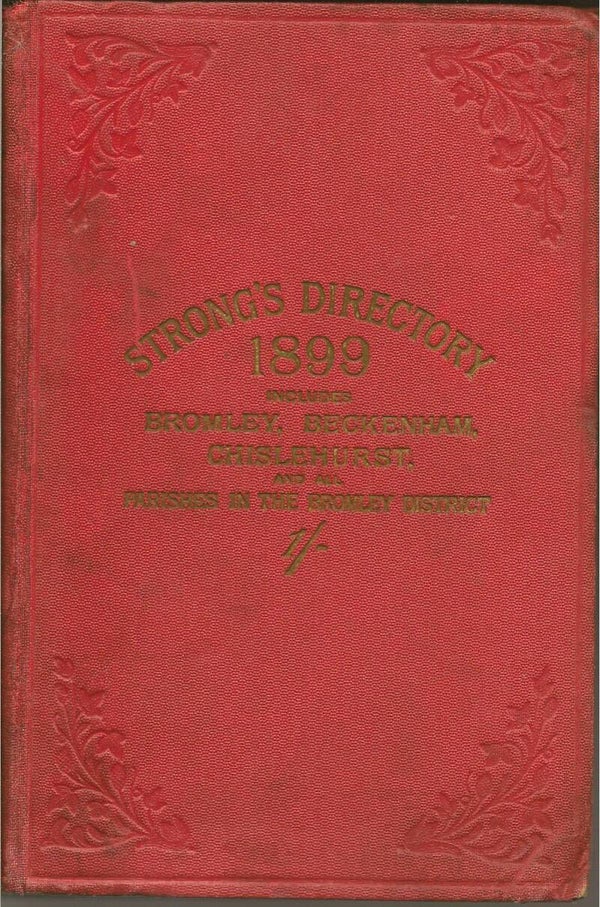 STRONG'S DIRECTORY
1899
INCLUDES
BROMLEY, BECKENHAM,
CHISLEHURST,
AND ALL
PARISHES IN THE BROMLEY DISTRICT
1/-